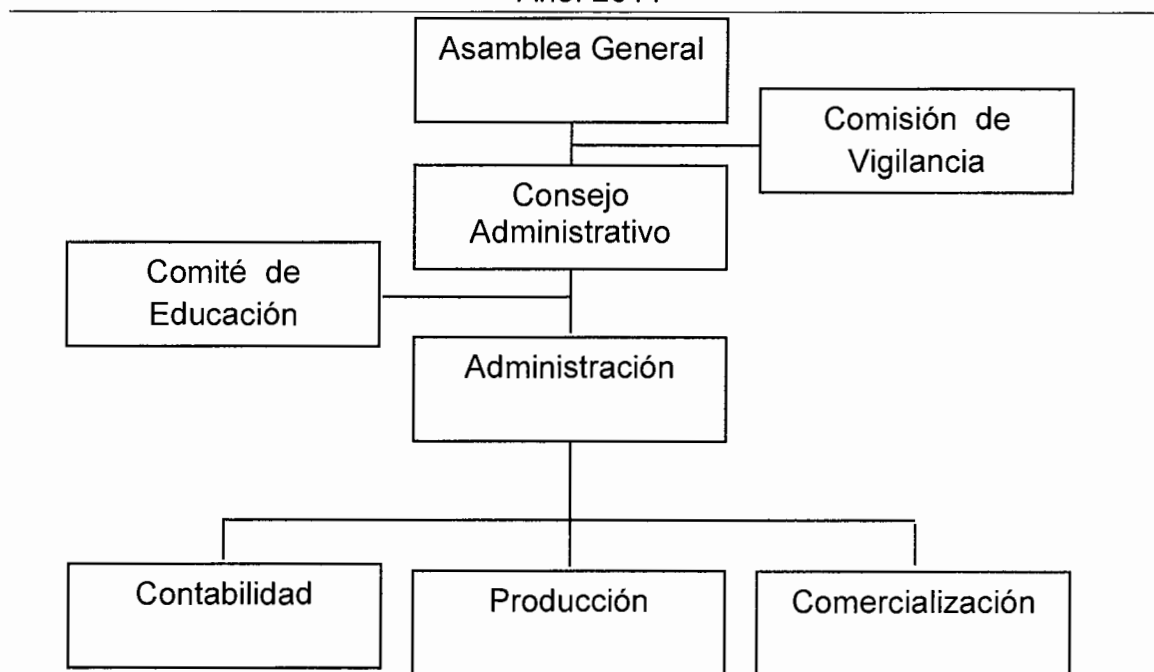 Asamblea General
Comisión de
Vigilancia
Consejo
Administrativo
Comité de
Educación
Administración
Contabilidad
Producción
Comercialización